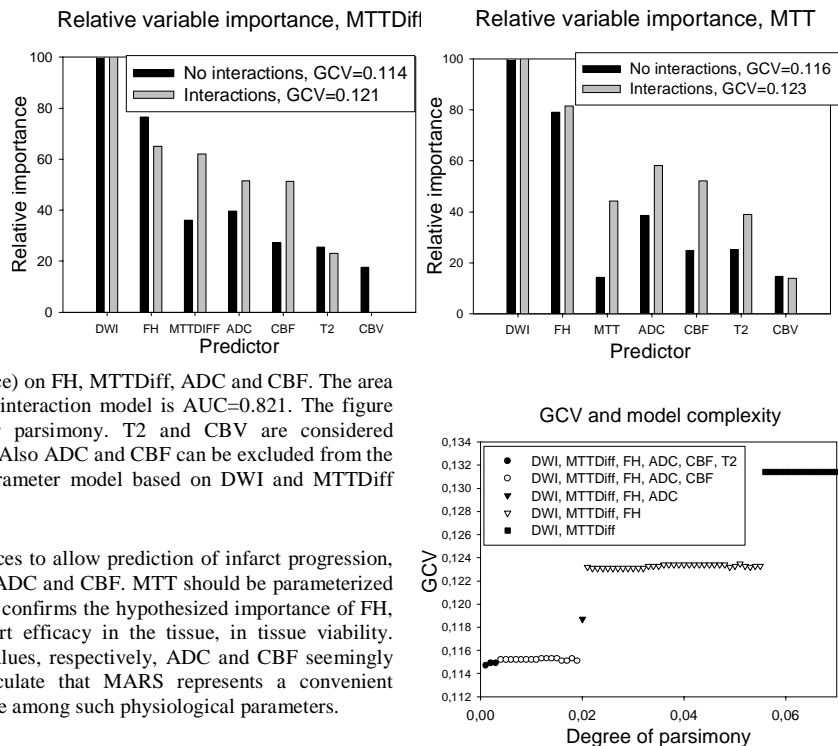 Relative variable importance, MTTDiff
No interactions, GCV=0.114
Interactions, GCV=0.121
Relative importance
100
80
60
40
20
0
DWI FH MTTDIFF ADC CBF T2 CBV
Predictor
Relative variable importance, MTT
No interactions, GCV=0.116
Interactions, GCV=0.123
Relative importance
100
80
60
40
20
0
DWI FH MTT ADC CBF T2 CBV
Predictor
ce) on FH, MTTDiff, ADC and CBF. The area
interaction model is AUC=0.821. The figure
parsimony. T2 and CBV are considered
Also ADC and CBF can be excluded from the
rameter model based on DWI and MTTDiff
ces to allow prediction of infarct progression,
ADC and CBF. MTT should be parameterized
confirms the hypothesized importance of FH,
rt efficacy in the tissue, in tissue viability.
alues, respectively, ADC and CBF seemingly
culate that MARS represents a convenient
e among such physiological parameters.
GCV and model complexity
DWI, MTTDiff, FH, ADC, CBF, T2
DWI, MTTDiff, FH, ADC, CBF
DWI, MTTDiff, FH, ADC
DWI, MTTDiff, FH
DWI, MTTDiff
GCV
0,134
0,132
0,130
0,128
0,126
0,124
0,122
0,120
0,118
0,116
0,114
0,112
0,00 0,02 0,04 0,06
Degree of parsimony